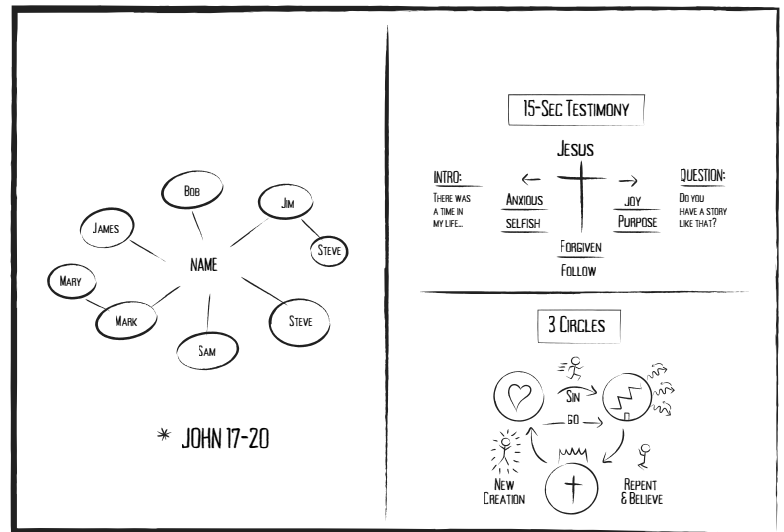 Bob
Jim
James
Steve
NAME
Mary
Mark
Steve
Sam
* JOHN 17-20
15-Sec Testimony
Jesus
INTRO:
There was
a time in
my life...
Anxious
selfish
joy
Purpose
Question:
Do you
have a story
like that?
Forgiven
Follow
3 Circles
Sin
GO
New
Creation
Repent
& Believe